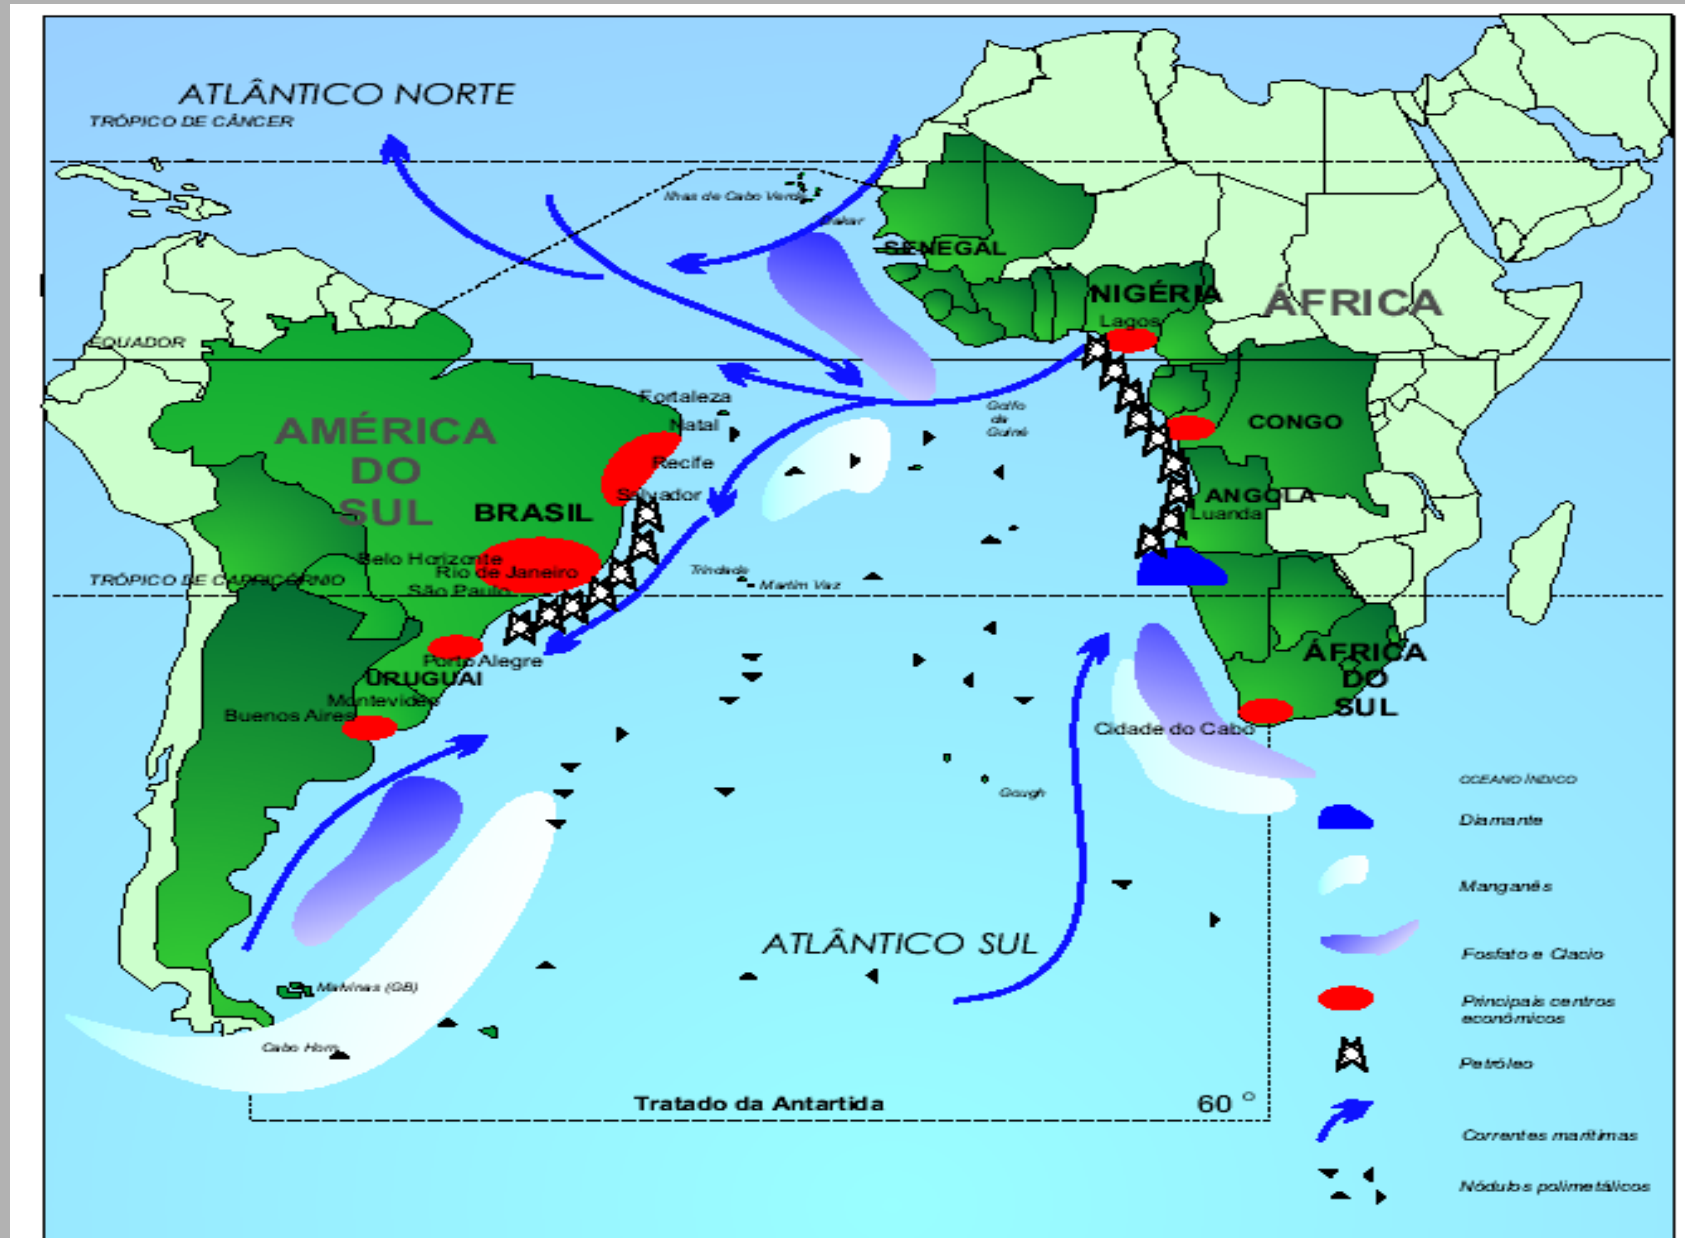 ATLÂNTICO NORTE
TRÓPICO DE CÂNCER
Ilhas de Cabo Verde
Dakar
SENEGAL
NIGÉRIA
Lagos
ÁFRICA
EQUADOR
Fortaleza
Natal
Recife
Salvador
Golfo
da
Guiné
CONGO
AMÉRICA
DO
SUL
BRASIL
ANGOLA
Luanda
Belo Horizonte
Rio de Janeiro
São Paulo
TRÓPICO DE CAPRICÓRNIO
Trindade
Martim Vaz
Porto Alegre
URUGUAI
Montevidéo
Buenos Aires
ÁFRICA
DO
SUL
Cidade do Cabo
Gough
OCEANO ÍNDICO
Diamante
Manganês
Fosfato e Glacio
Principais centros
econômicos
Petróleo
Correntes marítimas
Nódulos polimetálicos
ATLÂNTICO SUL
Malvinas (GB)
Cabo Horn
Tratado da Antartida
60 °